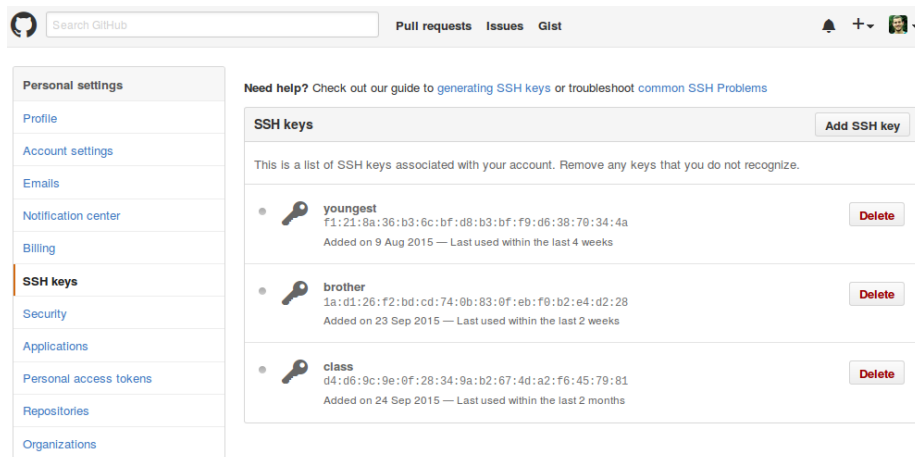 Search GitHub
Pull requests Issues Gist
Personal settings
Profile
Account settings
Emails
Notification center
Billing
SSH keys
Security
Applications
Personal access tokens
Repositories
Organizations
Need help? Check out our guide to generating SSH keys or troubleshoot common SSH Problems
SSH keys
Add SSH key
This is a list of SSH keys associated with your account. Remove any keys that you do not recognize.
youngest
f1:21:8a:36:b3:6c:bf:d8:b3:bf:f9:d6:38:70:34:4a
Added on 9 Aug 2015 — Last used within the last 4 weeks
Delete
brother
1a:d1:26:f2:bd:cd:74:0b:83:0f:eb:f0:b2:e4:d2:28
Added on 23 Sep 2015 — Last used within the last 2 weeks
Delete
class
d4:d6:9c:9e:0f:28:34:9a:b2:67:4d:a2:f6:45:79:81
Added on 24 Sep 2015 — Last used within the last 2 months
Delete